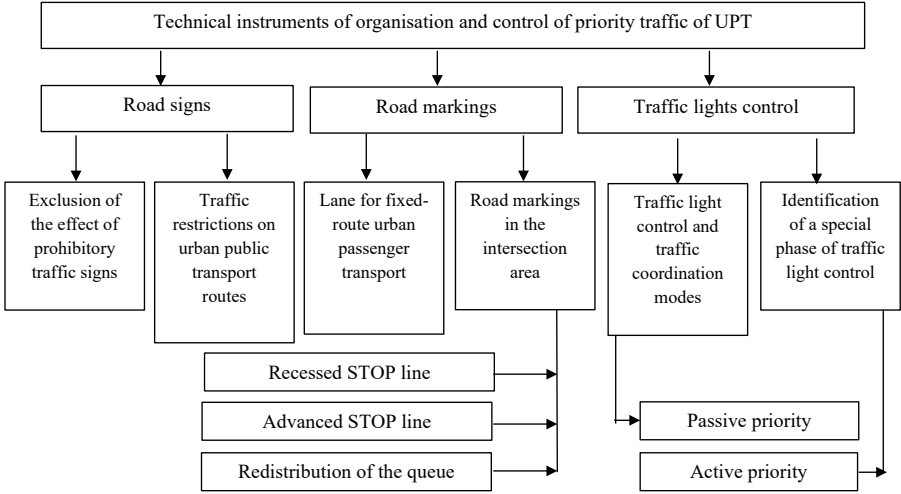 Technical instruments of organisation and control of priority traffic of UPT
Road signs
Road markings
Traffic lights control
Exclusion of
the effect of
prohibitory
traffic signs
Traffic
restrictions on
urban public
transport
routes
Lane for fixed-
route urban
passenger
transport
Road markings
in the
intersection
area
Traffic light
control and
traffic
coordination
modes
Identification
of a special
phase of traffic
light control
Recessed STOP line
Advanced STOP line
Redistribution of the queue
Passive priority
Active priority